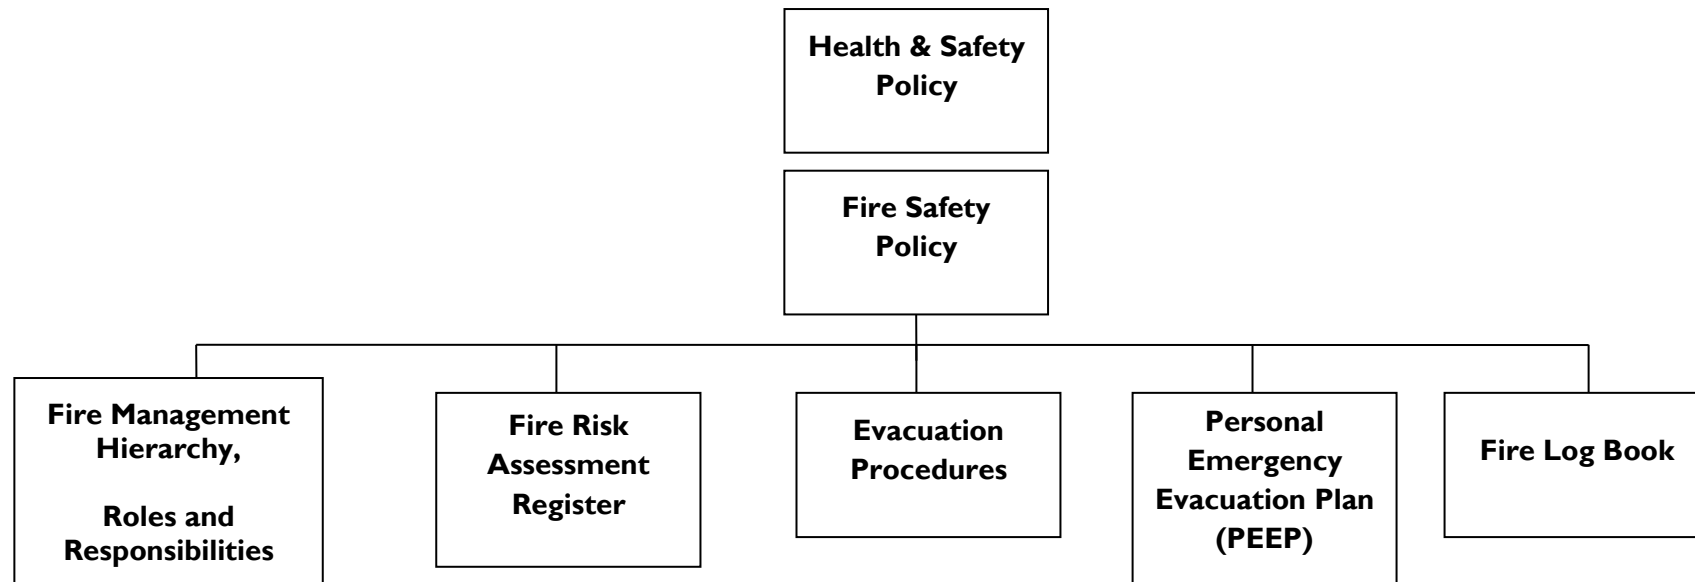 Health & Safety
Policy
Fire Safety
Policy
Fire Management
Hierarchy,
Roles and
Responsibilities
Fire Risk
Assessment
Register
Evacuation
Procedures
Personal
Emergency
Evacuation Plan
(PEEP)
Fire Log Book